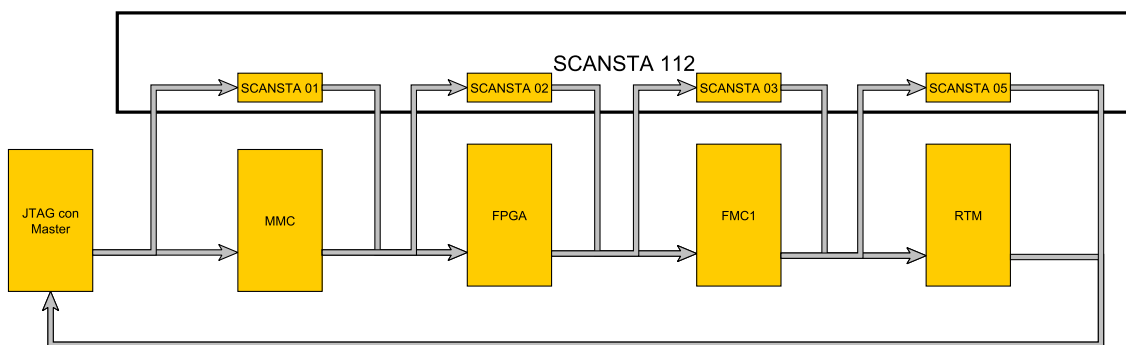 SCANSTA 112
SCANSTA 01
SCANSTA 02
SCANSTA 03
SCANSTA 05
JTAG con
Master
MMC
FPGA
FMC1
RTM